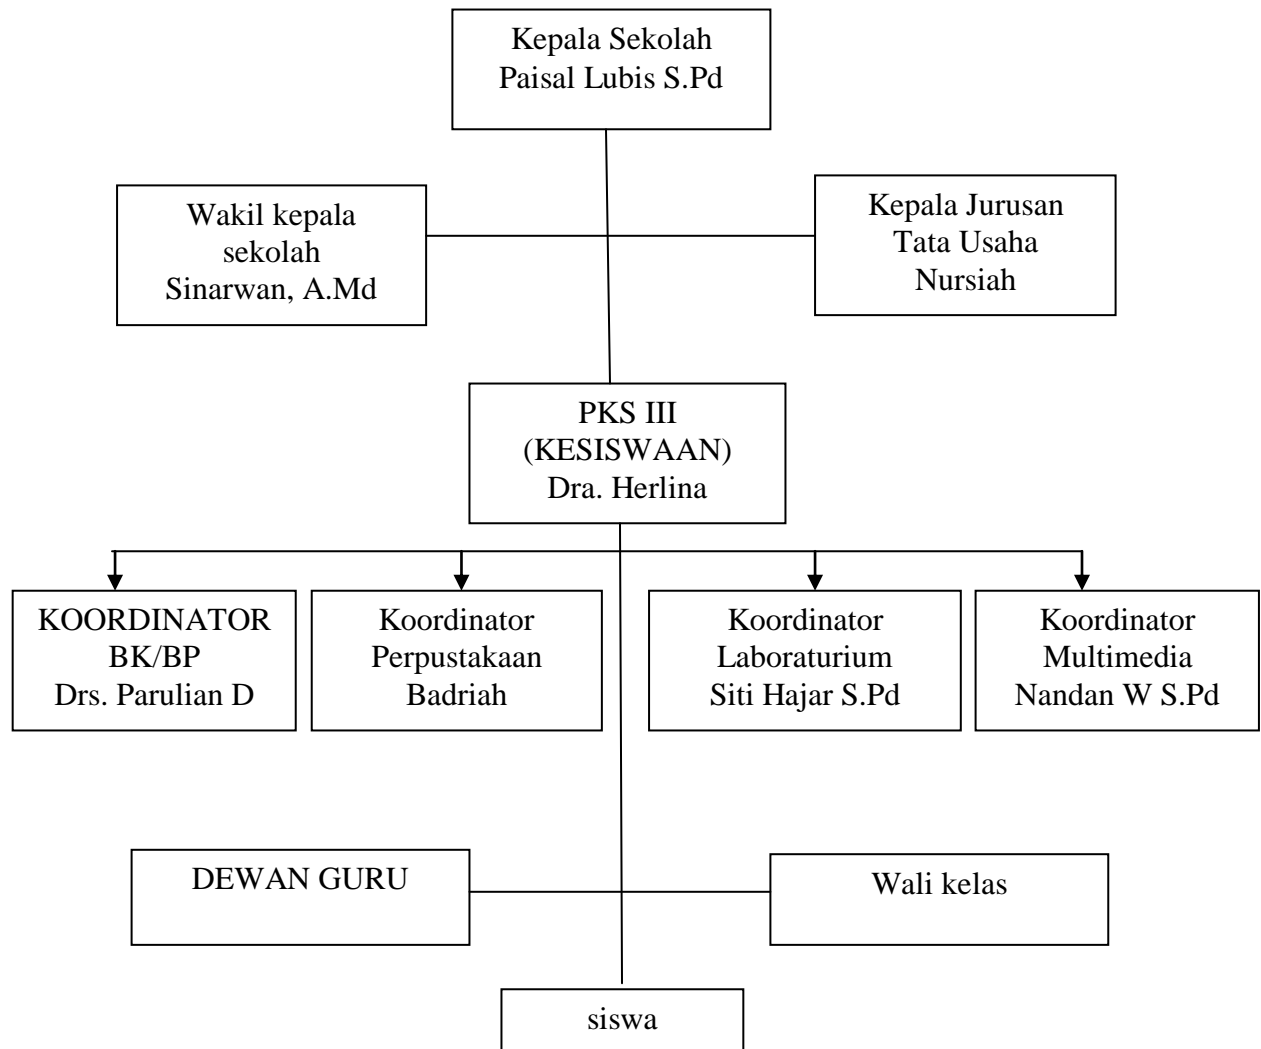 Kepala Sekolah
Paisal Lubis S.Pd
Wakil kepala
sekolah
Sinarwan, A.Md
Kepala Jurusan
Tata Usaha
Nursiah
PKS III
(KESISWAAN)
Dra. Herlina
KOORDINATOR
BK/BP
Drs. Parulian D
Koordinator
Perpustakaan
Badriah
Koordinator
Laboraturium
Siti Hajar S.Pd
Koordinator
Multimedia
Nandan W S.Pd
DEWAN GURU
Wali kelas
siswa